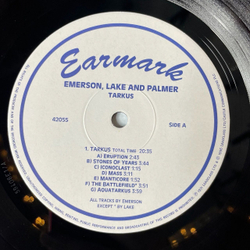 Earmark
EMERSON, LAKE AND PALMER
TARKUS
42055
SIDE A
1. TARKUS TOTAL TIME 20:35
A) ERUPTION 2:43
B) STONES OF YEARS 3:44
C) ICONOCLAST 1:15
D) MASS 3:11
E) MANTICORE 1:52
F) THE BATTLEFIELD* 3:51
G) AQUATARKUS 3:59
ALL TRACKS BY EMERSON
EXCEPT * BY LAKE